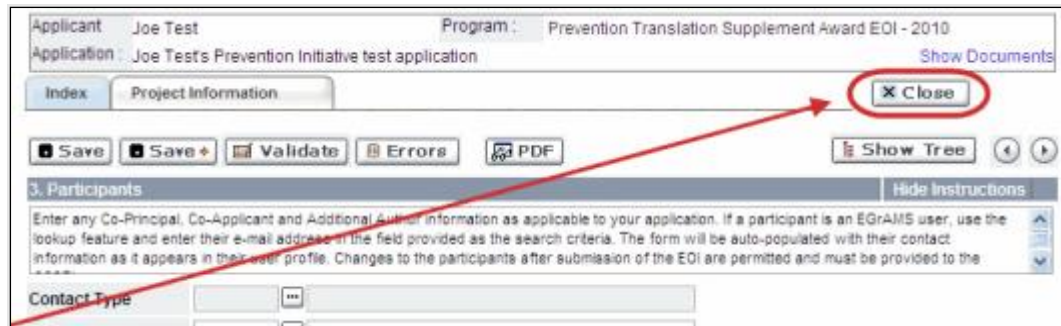 Applicant Joe Test Program : Prevention Translation Supplement Award EOI - 2010
Application : Joe Test's Prevention Initiative test application Show Documents
Index Project Information Close
Save Save Validate Errors PDF Show Tree
3. Participants Hide Instructions
Enter any Co-Principal, Co-Applicant and Additional Author information as applicable to your application. If a participant is an EGrAMS user, use the
lookup feature and enter their e-mail address in the field provided as the search criteria. The form will be auto-populated with their contact
information as it appears in their user profile. Changes to the participants after submission of the EOI are permitted and must be provided to the
Contact Type